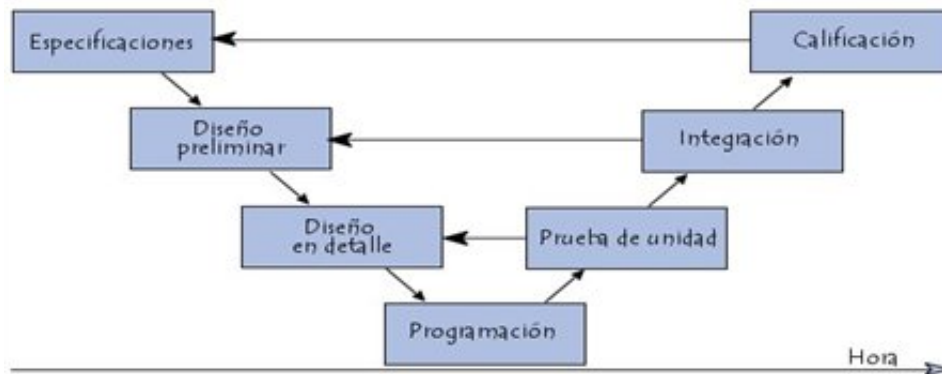 Especificaciones
Calificación
Diseño
preliminar
Integración
Diseño
en detalle
Prueba de unidad
Programación
Hora